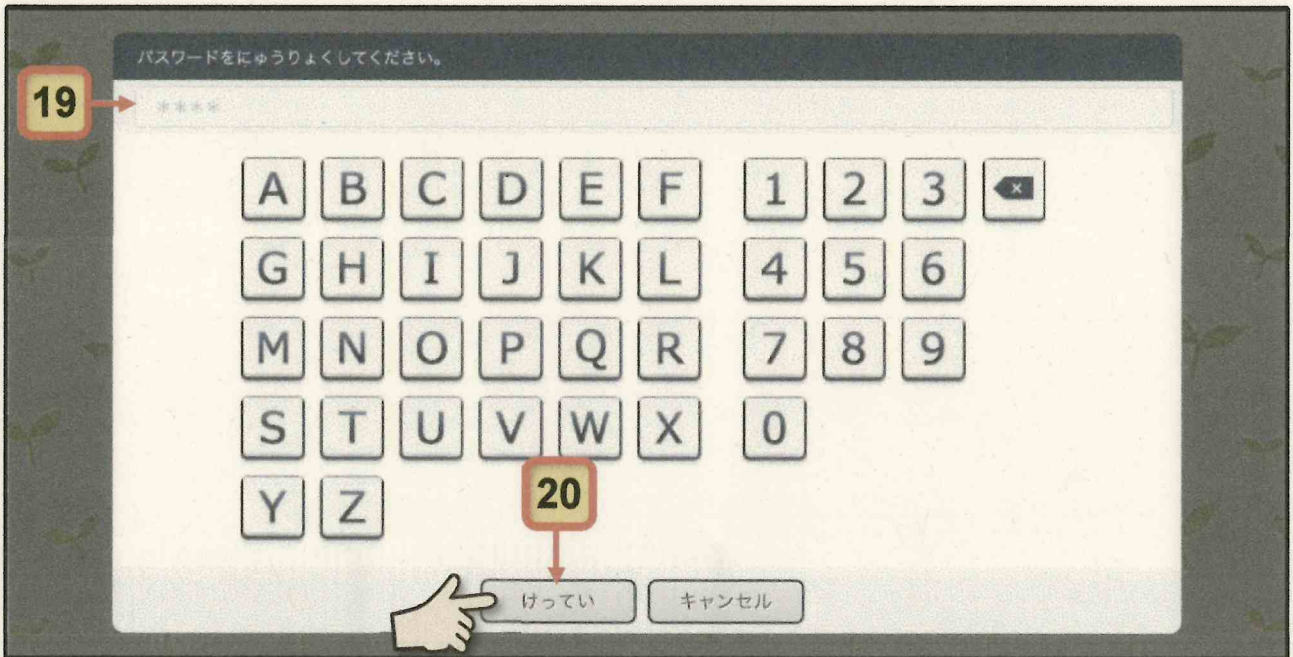 パスワードをにゅうりょくしてください。
19
****
A B C D E F 1 2 3
G H I J K L 4 5 6
M N O P Q R 7 8 9
S T U V W X 0
Y Z
20
けってい キャンセル